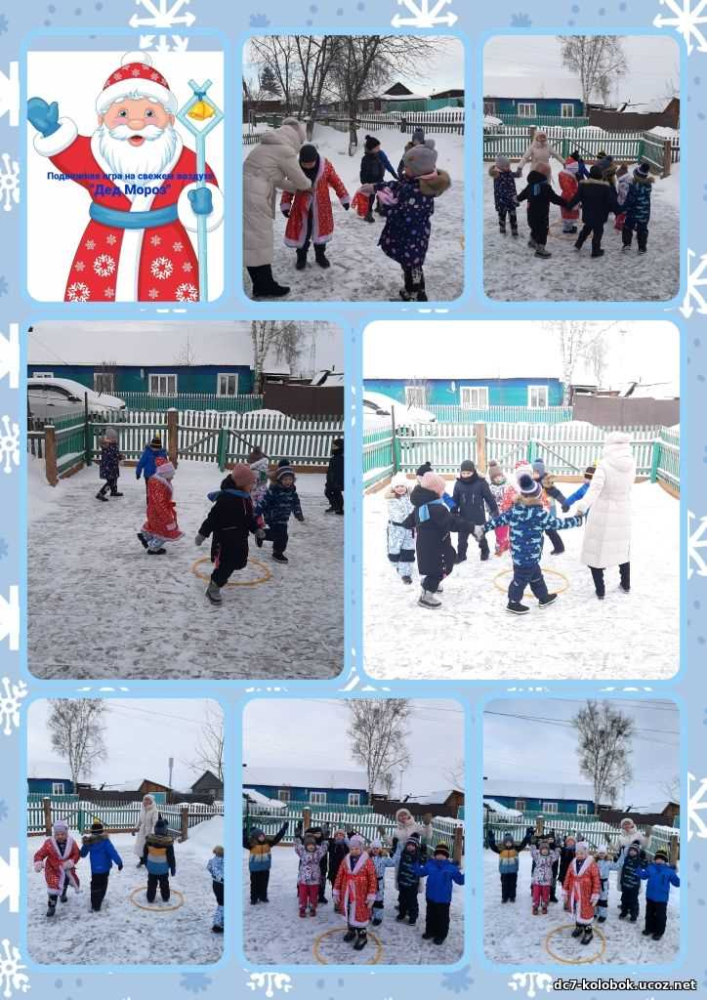 Подвижная игра на свежем воздухе
"Дед Мороз"
dc7-kolobok.ucoz.net